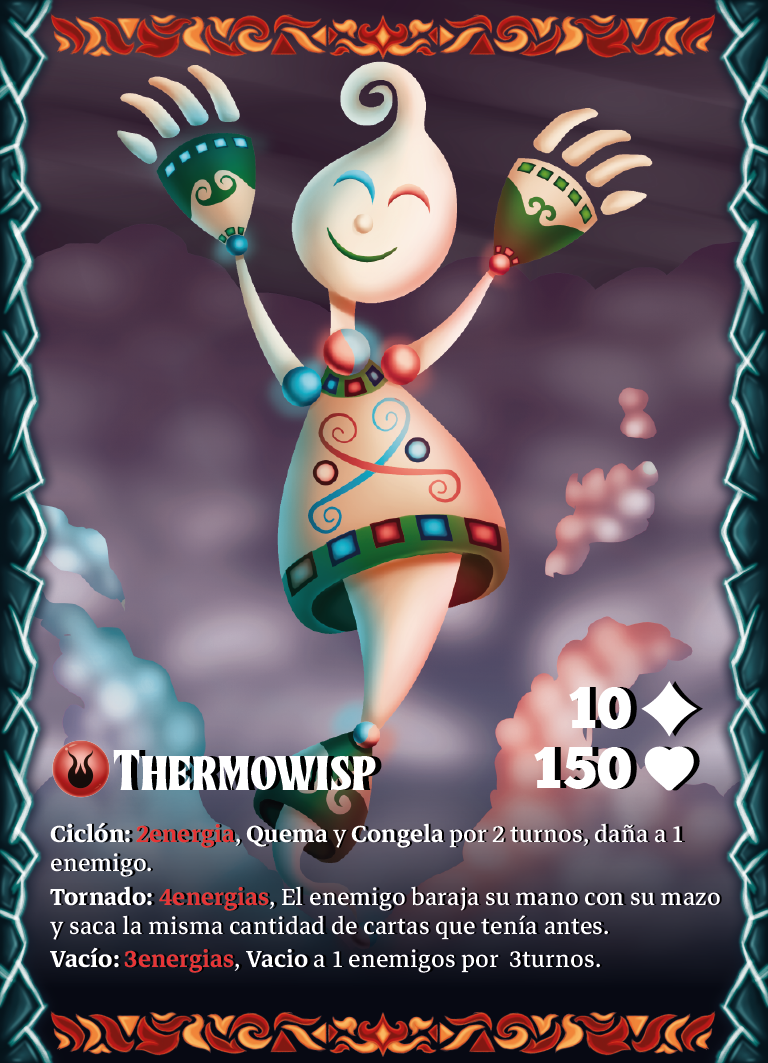 10
THERMOWISP 150
Ciclón: 2energia, Quema y Congela por 2 turnos, daña a 1
enemigo.
Tornado: 4energias, El enemigo baraja su mano con su mazo
y saca la misma cantidad de cartas que tenía antes.
Vacío: 3energias, Vacio a 1 enemigos por  3turnos.